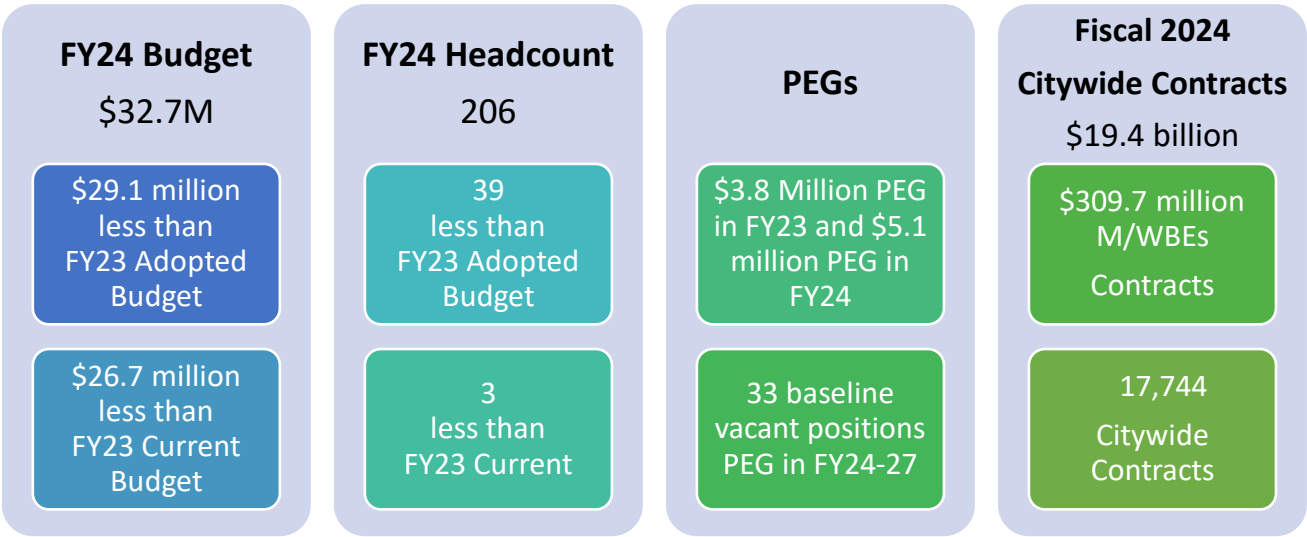 FY24 Budget
$32.7M
$29.1 million
less than
FY23 Adopted
Budget
$26.7 million
less than
FY23 Current
Budget
FY24 Headcount
206
39
less than
FY23 Adopted
Budget
3
less than
FY23 Current
PEGs
$3.8 Million PEG
in FY23 and $5.1
million PEG in
FY24
33 baseline
vacant positions
PEG in FY24-27
Fiscal 2024
Citywide Contracts
$19.4 billion
$309.7 million
M/WBEs
Contracts
17,744
Citywide
Contracts